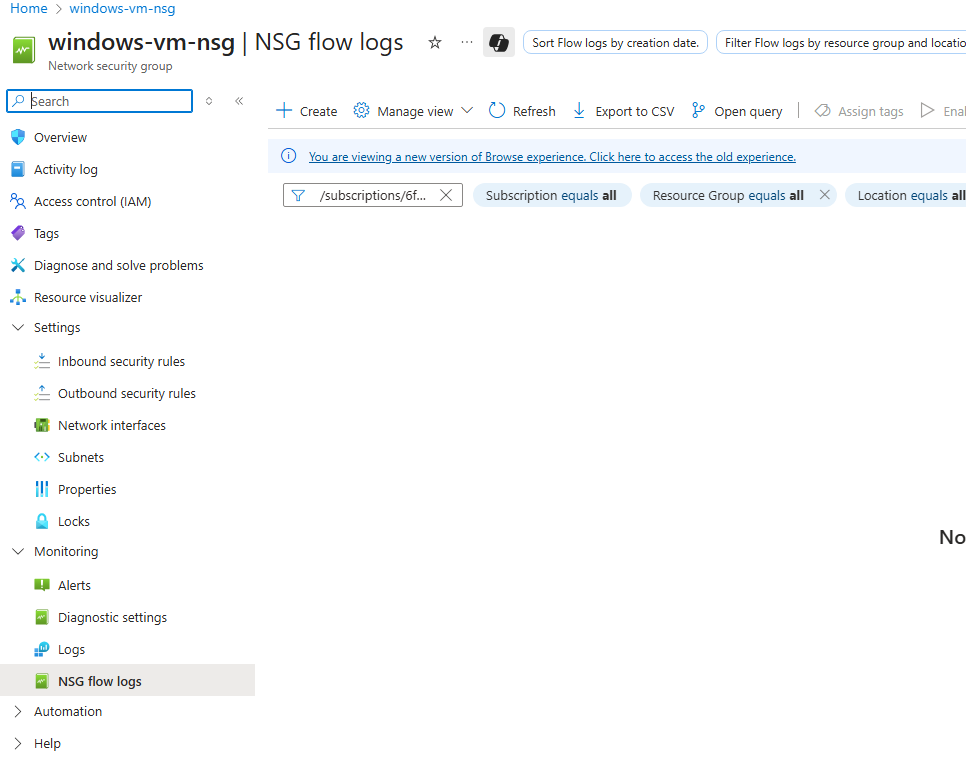 Home > windows-vm-nsg
windows-vm-nsg | NSG flow logs
Sort Flow logs by creation date.
Filter Flow logs by resource group and locatio
Network security group
Search
Create
Manage view
Refresh
Export to CSV
Open query
Assign tags
Enal
You are viewing a new version of Browse experience. Click here to access the old experience.
/subscriptions/6f...
Subscription equals all
Resource Group equals all
Location equals all
Overview
Activity log
Access control (IAM)
Tags
Diagnose and solve problems
Resource visualizer
Settings
Inbound security rules
Outbound security rules
Network interfaces
Subnets
Properties
Locks
Monitoring
Alerts
Diagnostic settings
Logs
NSG flow logs
Automation
Help
No